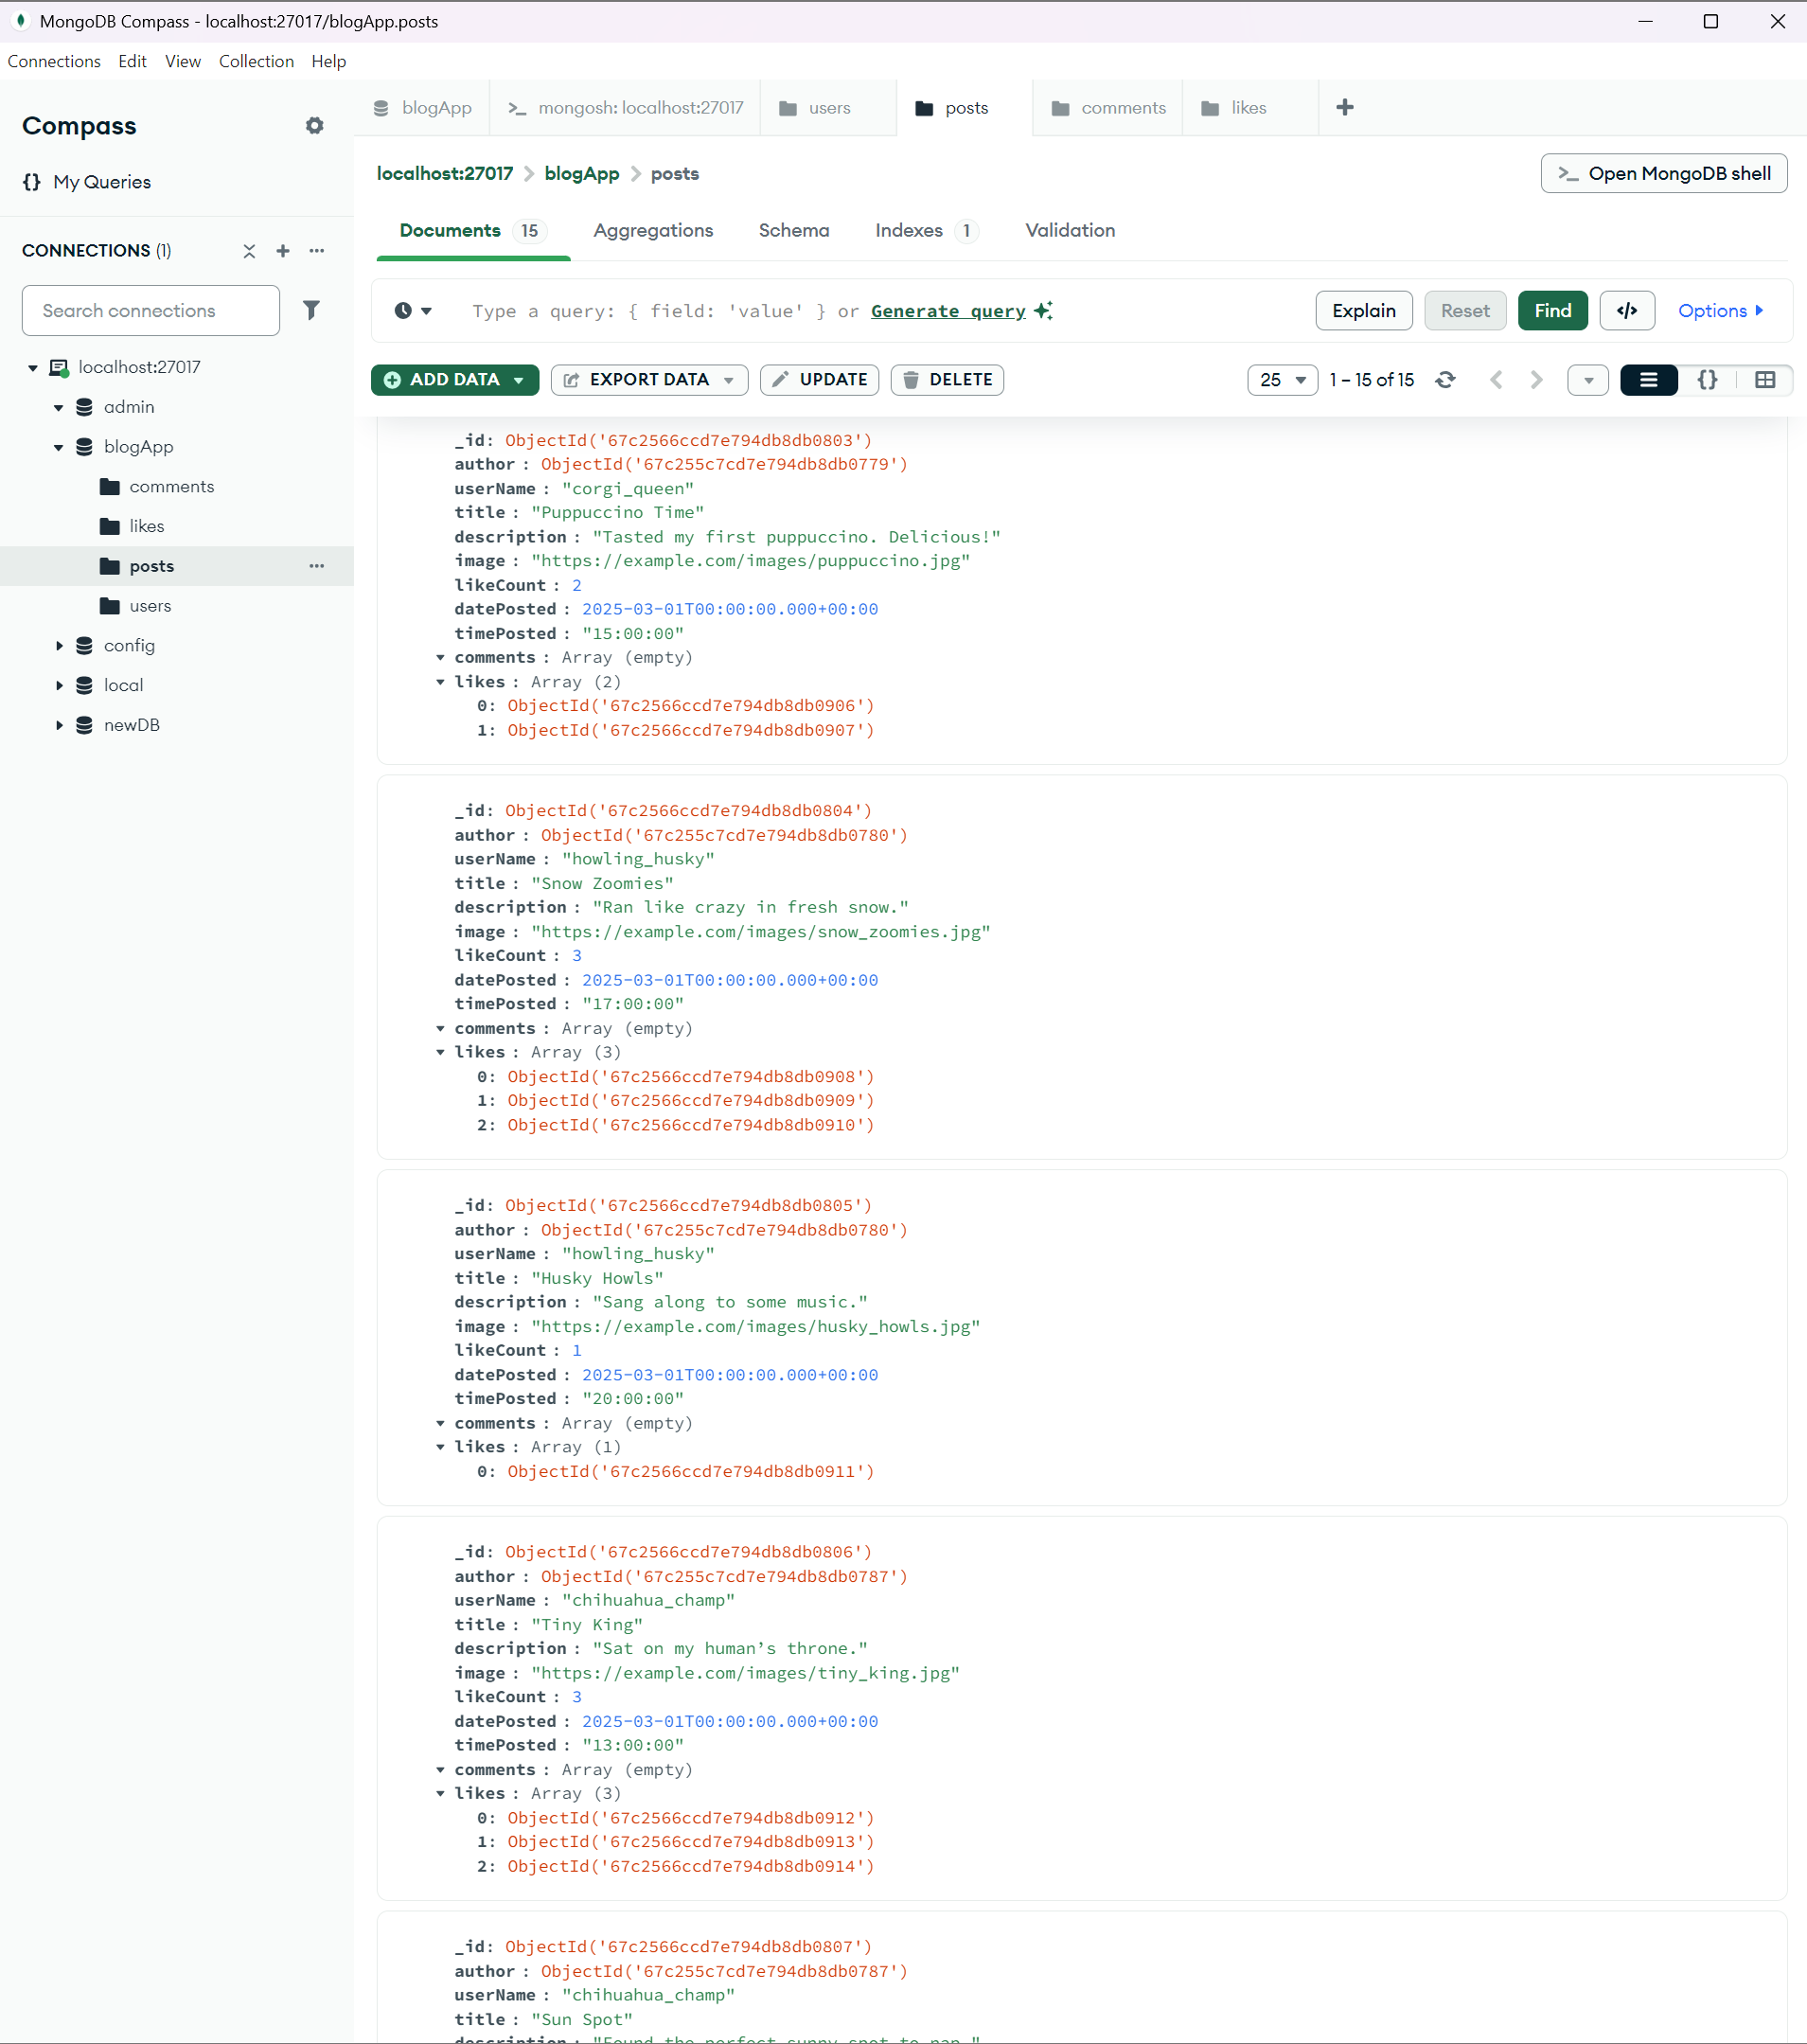 MongoDB Compass - localhost:27017/blogApp.posts
Connections Edit View Collection Help
Compass
My Queries
CONNECTIONS (1)
Search connections
localhost:27017
admin
blogApp
comments
likes
posts
users
config
local
newDB
blogApp
mongosh: localhost:27017
users
posts
comments
likes
localhost:27017 > blogApp > posts
Open MongoDB shell
Documents 15
Aggregations
Schema
Indexes 1
Validation
Type a query: { field: 'value' } or Generate query
Explain
Reset
Find
</>
Options
ADD DATA
EXPORT DATA
UPDATE
DELETE
25
1 – 15 of 15
{}
_id: ObjectId('67c2566ccd7e794db8db0803')
author : ObjectId('67c255c7cd7e794db8db0779')
userName : "corgi_queen"
title : "Puppuccino Time"
description : "Tasted my first puppuccino. Delicious!"
image : "https://example.com/images/puppuccino.jpg"
likeCount : 2
datePosted : 2025-03-01T00:00:00.000+00:00
timePosted : "15:00:00"
comments : Array (empty)
likes : Array (2)
0: ObjectId('67c2566ccd7e794db8db0906')
1: ObjectId('67c2566ccd7e794db8db0907')
_id: ObjectId('67c2566ccd7e794db8db0804')
author : ObjectId('67c255c7cd7e794db8db0780')
userName : "howling_husky"
title : "Snow Zoomies"
description : "Ran like crazy in fresh snow."
image : "https://example.com/images/snow_zoomies.jpg"
likeCount : 3
datePosted : 2025-03-01T00:00:00.000+00:00
timePosted : "17:00:00"
comments : Array (empty)
likes : Array (3)
0: ObjectId('67c2566ccd7e794db8db0908')
1: ObjectId('67c2566ccd7e794db8db0909')
2: ObjectId('67c2566ccd7e794db8db0910')
_id: ObjectId('67c2566ccd7e794db8db0805')
author : ObjectId('67c255c7cd7e794db8db0780')
userName : "howling_husky"
title : "Husky Howls"
description : "Sang along to some music."
image : "https://example.com/images/husky_howls.jpg"
likeCount : 1
datePosted : 2025-03-01T00:00:00.000+00:00
timePosted : "20:00:00"
comments : Array (empty)
likes : Array (1)
0: ObjectId('67c2566ccd7e794db8db0911')
_id: ObjectId('67c2566ccd7e794db8db0806')
author : ObjectId('67c255c7cd7e794db8db0787')
userName : "chihuahua_champ"
title : "Tiny King"
description : "Sat on my human’s throne."
image : "https://example.com/images/tiny_king.jpg"
likeCount : 3
datePosted : 2025-03-01T00:00:00.000+00:00
timePosted : "13:00:00"
comments : Array (empty)
likes : Array (3)
0: ObjectId('67c2566ccd7e794db8db0912')
1: ObjectId('67c2566ccd7e794db8db0913')
2: ObjectId('67c2566ccd7e794db8db0914')
_id: ObjectId('67c2566ccd7e794db8db0807')
author : ObjectId('67c255c7cd7e794db8db0787')
userName : "chihuahua_champ"
title : "Sun Spot"
description : "Found the perfect sunny spot to nap."